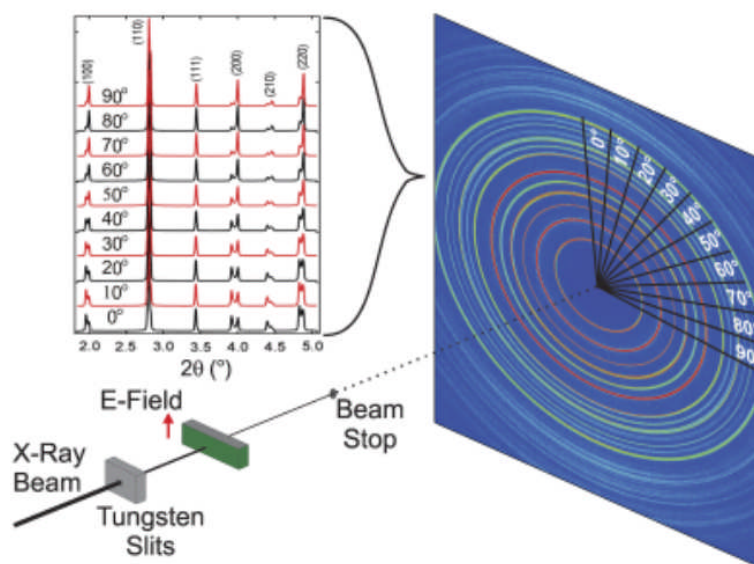 (100)
(110)
(111)
(200)
(210)
(220)
90°
80°
70°
60°
50°
40°
30°
20°
10°
0°
2.0 2.5 3.0 3.5 4.0 4.5 5.0
2θ (°)
0°
10°
20°
30°
40°
50°
60°
70°
80°
90°
E-Field
Beam
Stop
X-Ray
Beam
Tungsten
Slits